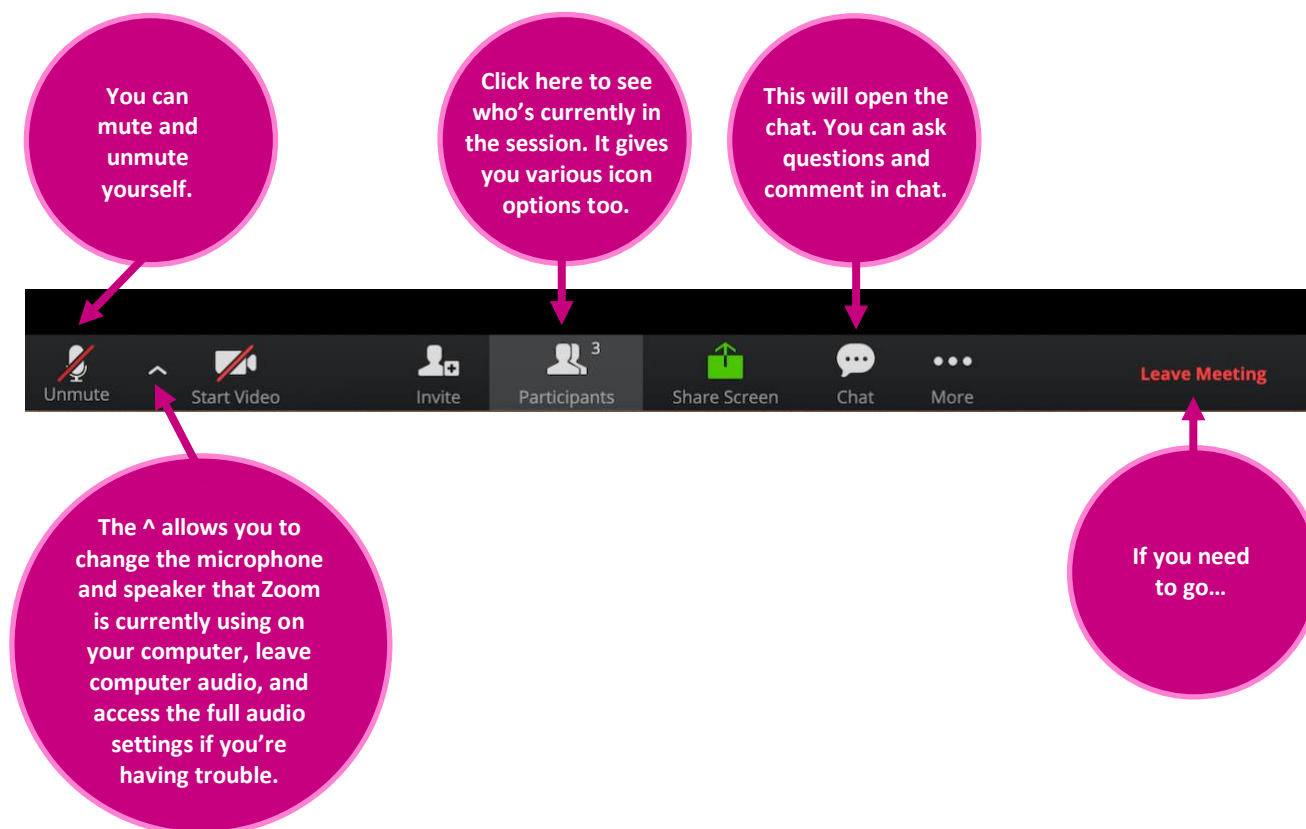 You can
mute and
unmute
yourself.
Click here to see
who’s currently in
the session. It gives
you various icon
options too.
This will open the
chat. You can ask
questions and
comment in chat.
Unmute
^
Start Video
Invite
Participants
3
Share Screen
Chat
More
Leave Meeting
The ^ allows you to
change the microphone
and speaker that Zoom
is currently using on
your computer, leave
computer audio, and
access the full audio
settings if you’re
having trouble.
If you need
to go…